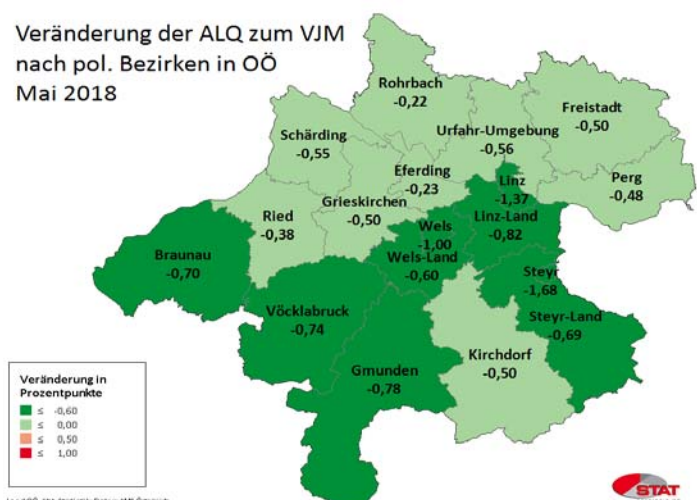 Veränderung der ALQ zum VJM
nach pol. Bezirken in OÖ
Mai 2018
Rohrbach
-0,22
Freistadt
-0,50
Schärding
-0,55
Urfahr-Umgebung
-0,56
Eferding
-0,23
Linz
-1,37
Perg
-0,48
Grieskirchen
-0,50
Ried
-0,38
Linz-Land
-0,82
Wels
-1,00
Wels-Land
-0,60
Braunau
-0,70
Steyr
-1,68
Vöcklabruck
-0,74
Steyr-Land
-0,69
Kirchdorf
-0,50
Gmunden
-0,78
Veränderung in
Prozentpunkte
≤ -0,60
≤ 0,00
≤ 0,50
≤ 1,00
STAT